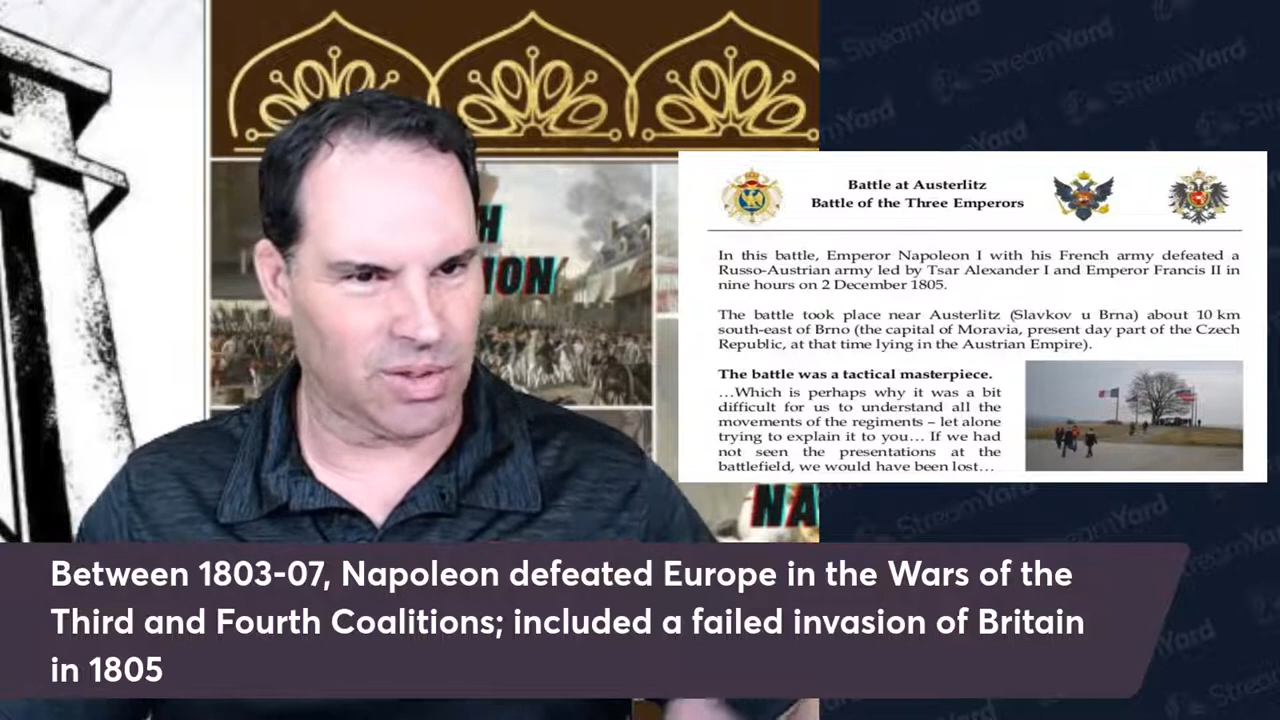 StreamYard
StreamYard
StreamYard
H
ION
Battle at Austerlitz
Battle of the Three Emperors
In this battle, Emperor Napoleon I with his French army defeated a
Russo-Austrian army led by Tsar Alexander I and Emperor Francis II in
nine hours on 2 December 1805.
The battle took place near Austerlitz (Slavkov u Brna) about 10 km
south-east of Brno (the capital of Moravia, present day part of the Czech
Republic, at that time lying in the Austrian Empire).
The battle was a tactical masterpiece.
…Which is perhaps why it was a bit
difficult for us to understand all the
movements of the regiments – let alone
trying to explain it to you… If we had
not seen the presentations at the
battlefield, we would have been lost…
NA
StreamYard
Between 1803-07, Napoleon defeated Europe in the Wars of the
Third and Fourth Coalitions; included a failed invasion of Britain
in 1805